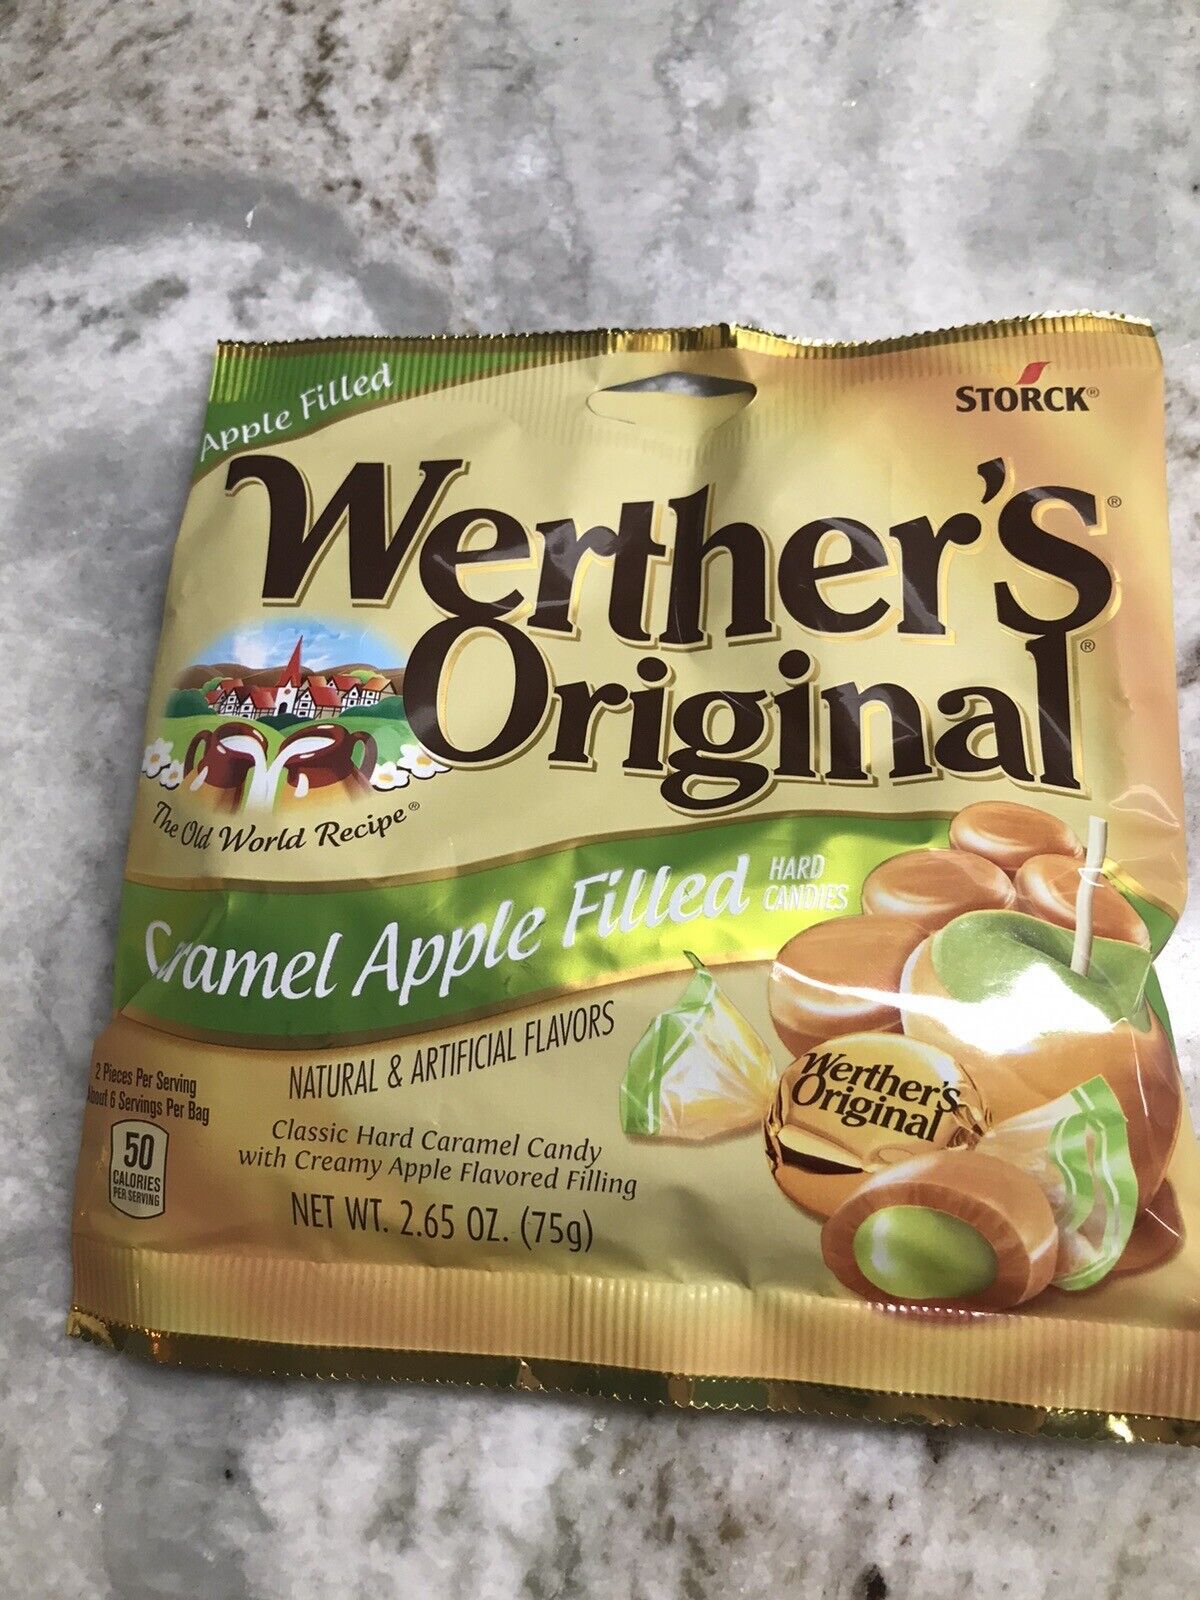 Apple Filled
STORCK®
Werther's®
Original®
The Old World Recipe®
Caramel Apple Filled
HARD
CANDIES
NATURAL & ARTIFICIAL FLAVORS
2 Pieces Per Serving
About 6 Servings Per Bag
50
CALORIES
PER SERVING
Classic Hard Caramel Candy
with Creamy Apple Flavored Filling
NET WT. 2.65 OZ. (75g)
Werther's
Original